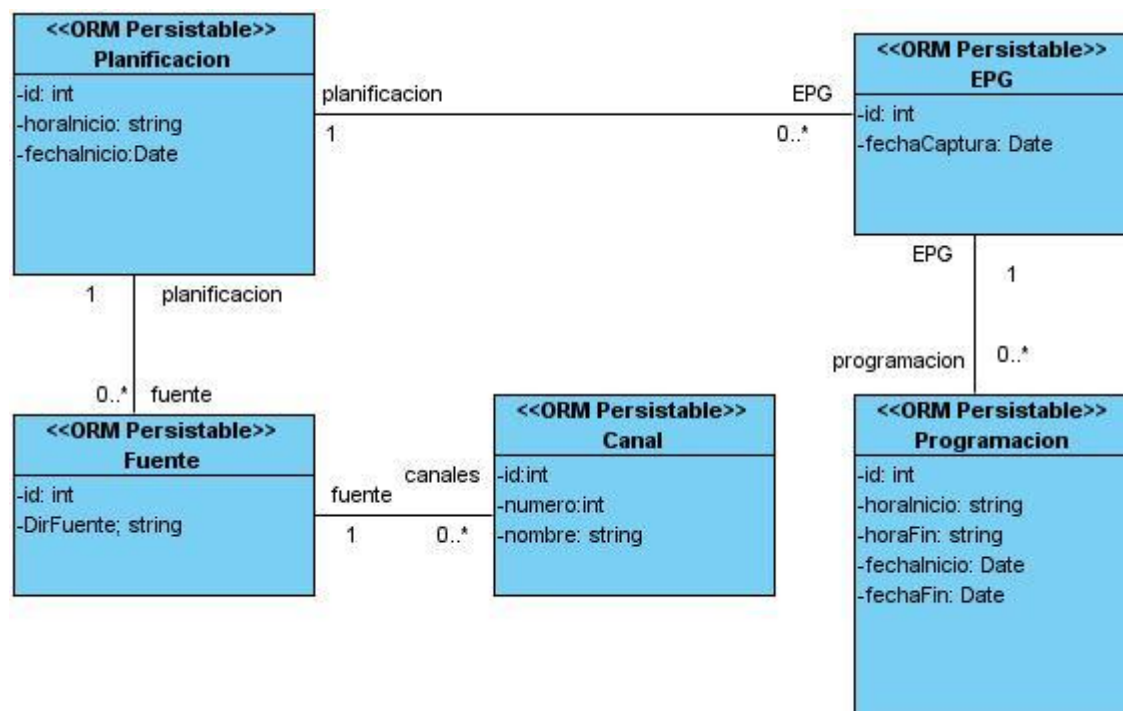 <<ORM Persistable>>
Planificacion
-id: int
-horaInicio: string
-fechaInicio:Date
planificacion
1
EPG
0..*
<<ORM Persistable>>
EPG
-id: int
-fechaCaptura: Date
1
planificacion
0..*
fuente
EPG
1
programacion
0..*
<<ORM Persistable>>
Fuente
-id: int
-DirFuente; string
fuente
1
canales
0..*
<<ORM Persistable>>
Canal
-id:int
-numero:int
-nombre: string
<<ORM Persistable>>
Programacion
-id: int
-horaInicio: string
-horaFin: string
-fechaInicio: Date
-fechaFin: Date